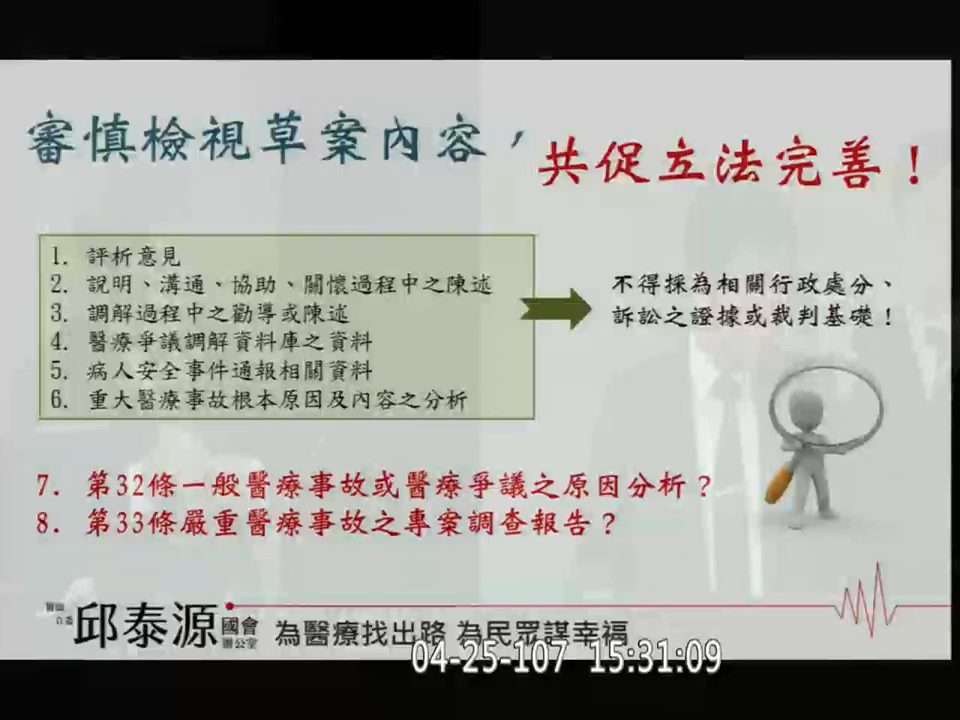 審慎檢視草案內容，
共促立法完善！
1. 評析意見
2. 說明、溝通、協助、關懷過程中之陳述
3. 調解過程中之勸導或陳述
4. 醫療爭議調解資料庫之資料
5. 病人安全事件通報相關資料
6. 重大醫療事故根本原因及內容之分析
不得採為相關行政處分、
訴訟之證據或裁判基礎！
7. 第32條一般醫療事故或醫療爭議之原因分析？
8. 第33條嚴重醫療事故之專案調查報告？
醫師
立委
邱泰源
國會
辦公室
為醫療找出路 為民眾謀幸福
04-25-107 15:31:09